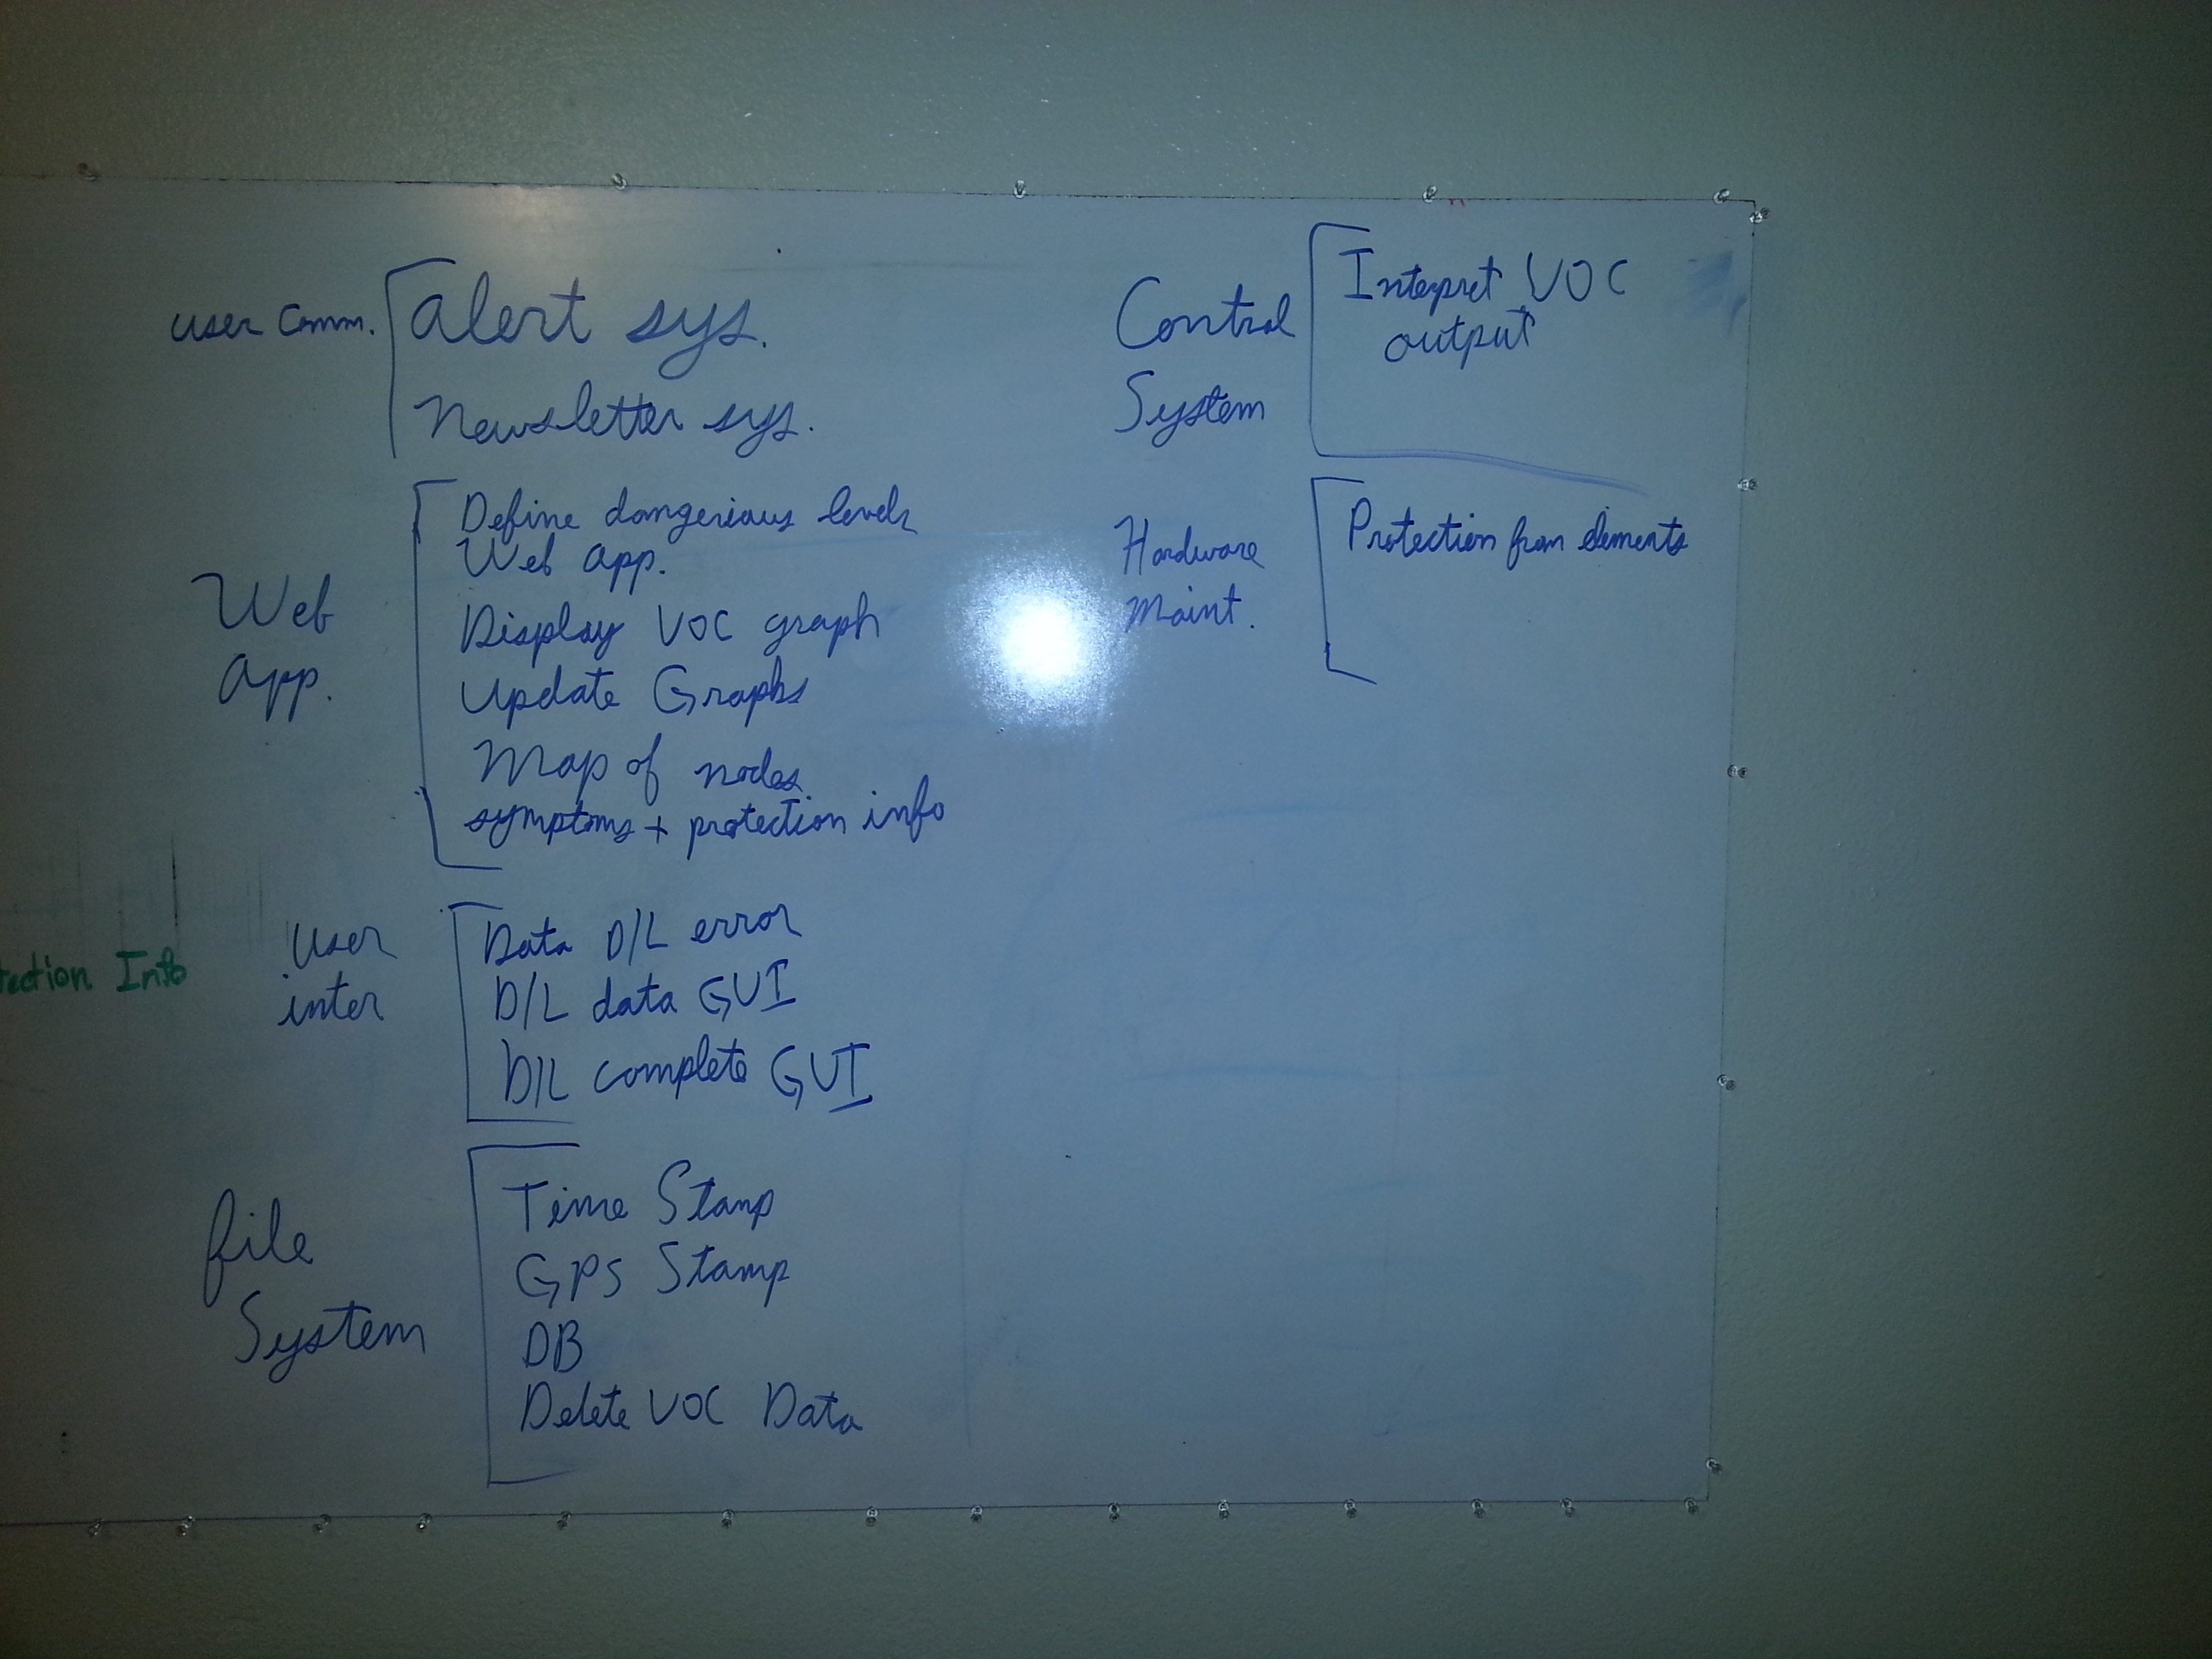 user comm.
alert sys.
Newsletter sys.
Web
app.
Define dangerious levels
Web app.
Display VOC graph
Update Graphs
Map of nodes
symptoms + protection info
tection Info
user
inter
Data D/L error
D/L data GUI
D/L complete GUI
file
System
Time Stamp
GPS Stamp
DB
Delete VOC Data
Control
System
Interpret VOC
output
Hardware
Maint.
Protection from elements